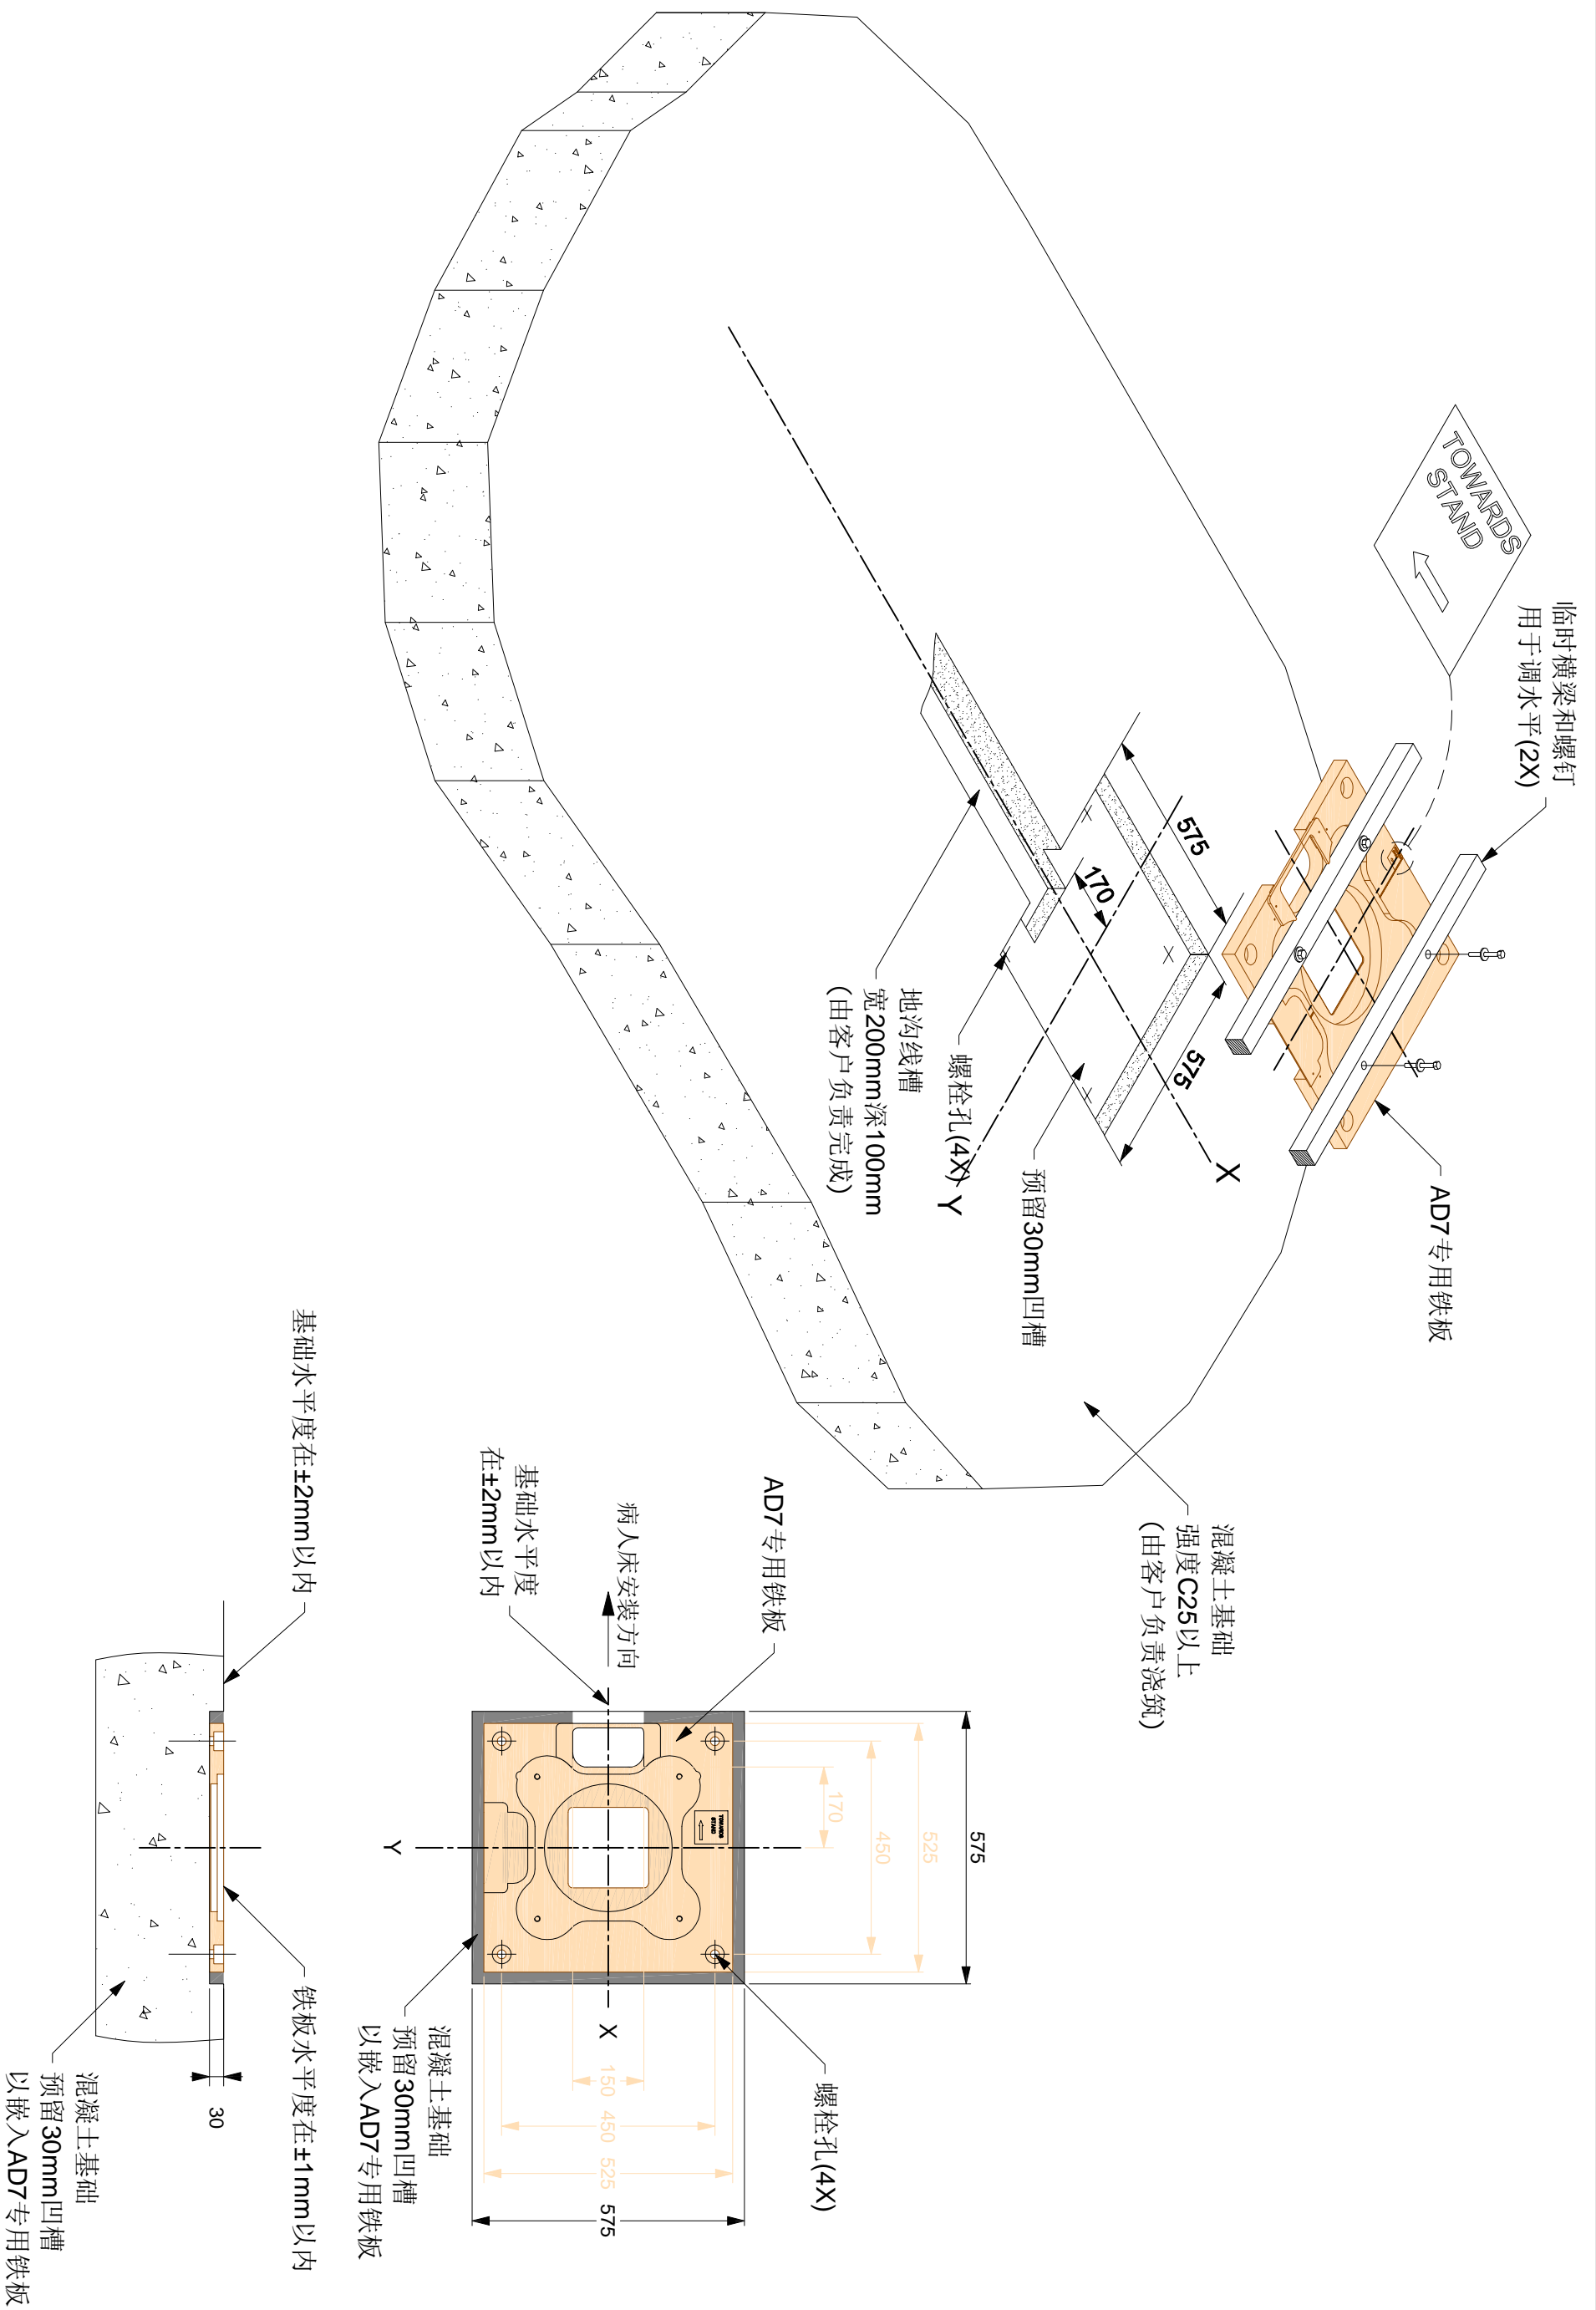 TOWARDS
STAND
临时横梁和螺钉
用于调水平(2X)
AD7专用铁板
575
575
170
X
Y
预留30mm凹槽
螺栓孔(4X)
地沟线槽
宽200mm深100mm
(由客户负责完成)
混凝土基础
强度C25以上
(由客户负责浇筑)
AD7专用铁板
病人床安装方向
基础水平度
在±2mm以内
575
525
450
170
TOWARDS
STAND
X
Y
150
450
525
575
螺栓孔(4X)
混凝土基础
预留30mm凹槽
以嵌入AD7专用铁板
基础水平度在±2mm以内
铁板水平度在±1mm以内
30
混凝土基础
预留30mm凹槽
以嵌入AD7专用铁板